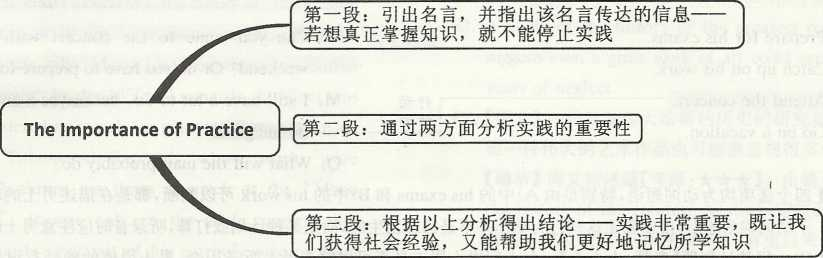 第一段：引出名言，并指出该名言传达的信息——
若想真正掌握知识，就不能停止实践
The Importance of Practice
第二段：通过两方面分析实践的重要性
第三段：根据以上分析得出结论——实践非常重要，既让我
们获得社会经验，又能帮助我们更好地记忆所学知识